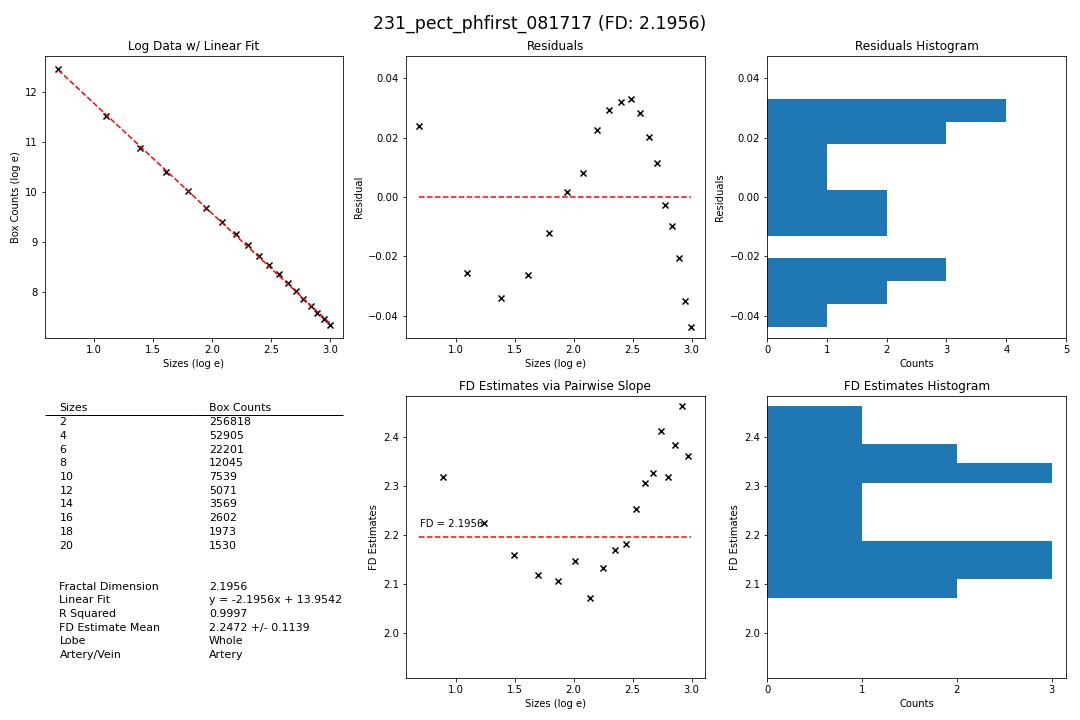 231_pect_phfirst_081717 (FD: 2.1956)
Log Data w/ Linear Fit
Box Counts (log e)
12
11
10
9
8
1.0 1.5 2.0 2.5 3.0
Sizes (log e)
Residuals
Residual
0.04
0.02
0.00
−0.02
−0.04
1.0 1.5 2.0 2.5 3.0
Sizes (log e)
Residuals Histogram
Residuals
0.04
0.02
0.00
−0.02
−0.04
0 1 2 3 4 5
Counts
Sizes Box Counts
2 256818
4 52905
6 22201
8 12045
10 7539
12 5071
14 3569
16 2602
18 1973
20 1530
Fractal Dimension 2.1956
Linear Fit y = -2.1956x + 13.9542
R Squared 0.9997
FD Estimate Mean 2.2472 +/- 0.1139
Lobe Whole
Artery/Vein Artery
FD Estimates via Pairwise Slope
FD Estimates
2.4
2.3
2.2
2.1
2.0
FD = 2.1956
1.0 1.5 2.0 2.5 3.0
Sizes (log e)
FD Estimates Histogram
FD Estimates
2.4
2.3
2.2
2.1
2.0
0 1 2 3
Counts